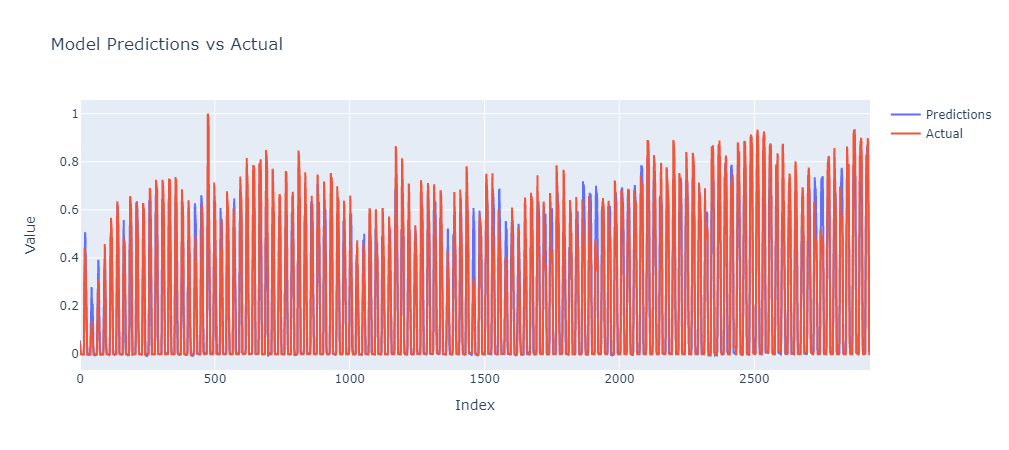 Model Predictions vs Actual
Predictions
Actual
Value
1
0.8
0.6
0.4
0.2
0
0 500 1000 1500 2000 2500
Index